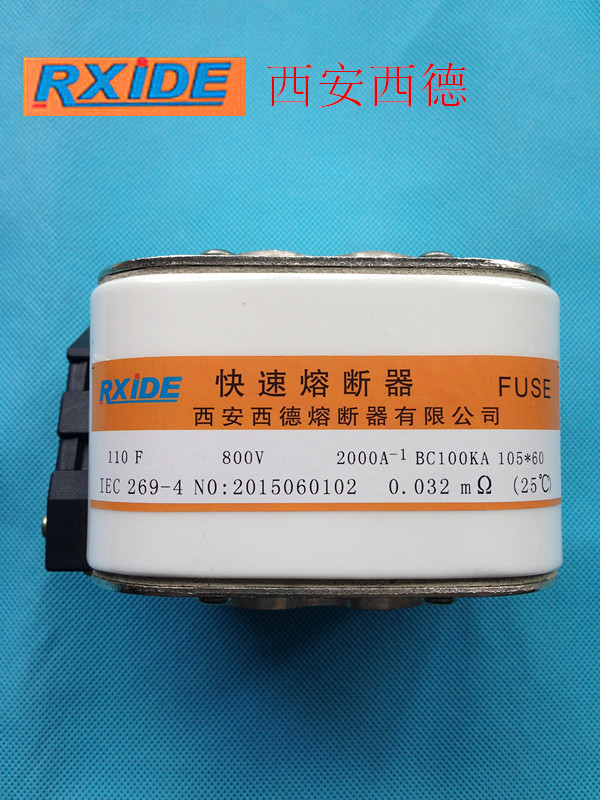 RXIDE 西安西德
RXIDE 快速熔断器 FUSE
西安西德熔断器有限公司
110 F 800V 2000A⁻¹ BC100KA 105*60
IEC 269-4 NO:2015060102 0.032 mΩ (25℃)